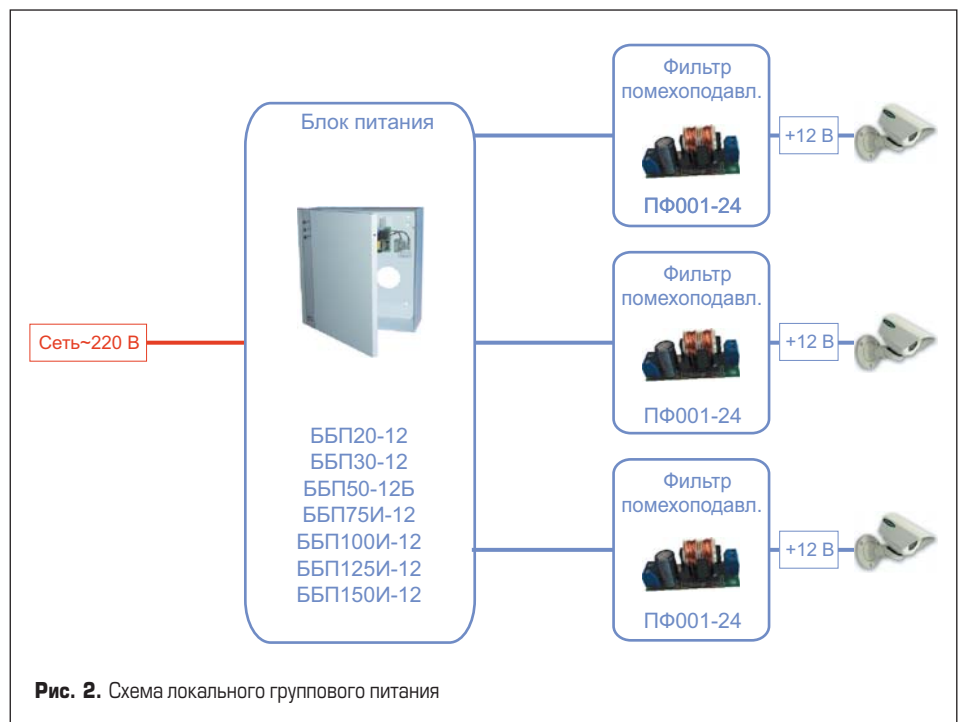 Сеть~220 В
Блок питания
ББП20-12
ББП30-12
ББП50-12Б
ББП75И-12
ББП100И-12
ББП125И-12
ББП150И-12
Фильтр
помехоподавл.
ПФ001-24
+12 В
Фильтр
помехоподавл.
ПФ001-24
+12 В
Фильтр
помехоподавл.
ПФ001-24
+12 В
Рис. 2. Схема локального группового питания